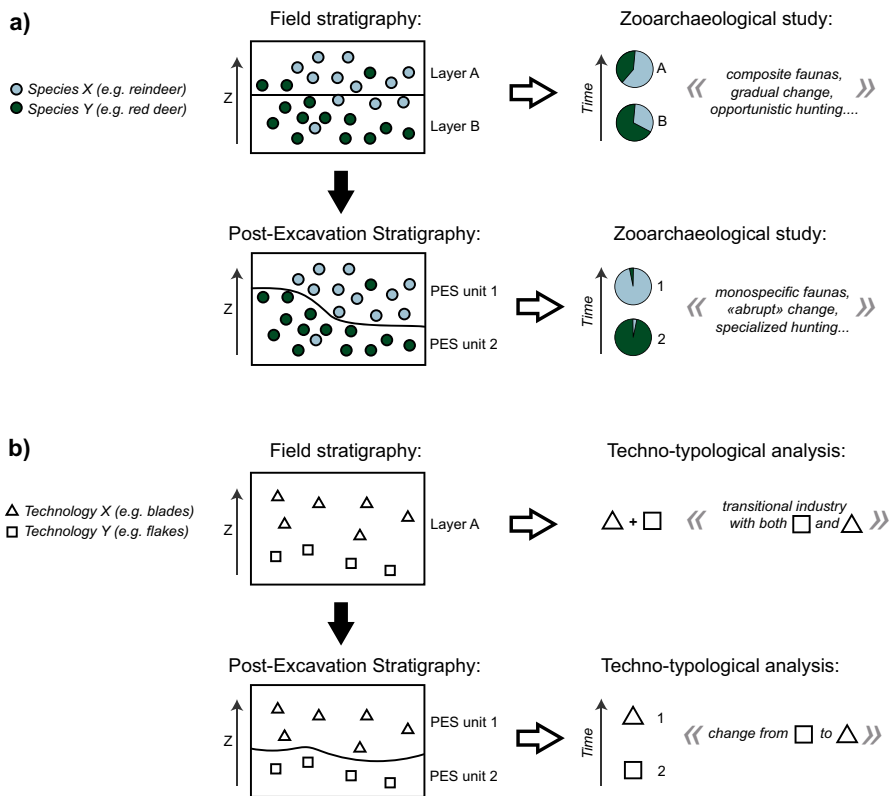 a)
Field stratigraphy:
Zooarchaeological study:
Species X (e.g. reindeer)
Species Y (e.g. red deer)
Z
Layer A
Layer B
Time
A
B
« composite faunas,
gradual change,
opportunistic hunting.... »
Post-Excavation Stratigraphy:
Zooarchaeological study:
Z
PES unit 1
PES unit 2
Time
1
2
« monospecific faunas,
«abrupt» change,
specialized hunting... »
b)
Field stratigraphy:
Techno-typological analysis:
Technology X (e.g. blades)
Technology Y (e.g. flakes)
Z
Layer A
+
« transitional industry
with both and »
Post-Excavation Stratigraphy:
Techno-typological analysis:
Z
PES unit 1
PES unit 2
Time
1
2
« change from to »